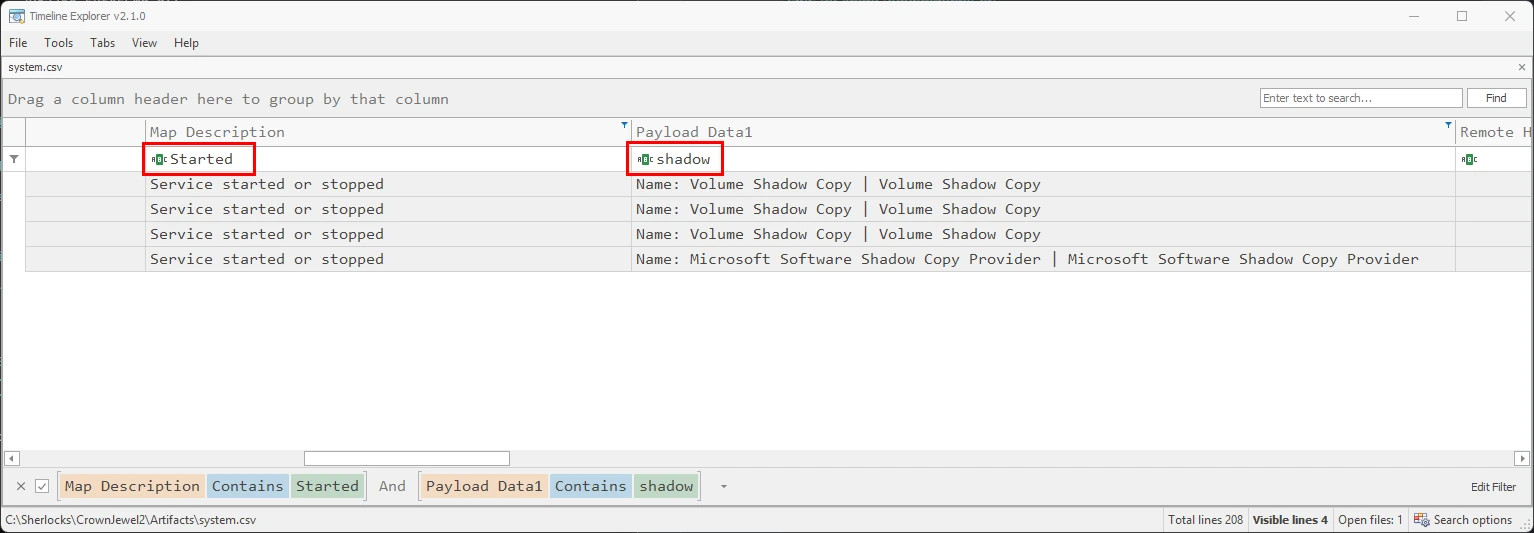 Timeline Explorer v2.1.0
File Tools Tabs View Help
system.csv
Drag a column header here to group by that column
Enter text to search... Find
Map Description Payload Data1 Remote H
ABC Started ABC shadow ABC
Service started or stopped Name: Volume Shadow Copy | Volume Shadow Copy
Service started or stopped Name: Volume Shadow Copy | Volume Shadow Copy
Service started or stopped Name: Volume Shadow Copy | Volume Shadow Copy
Service started or stopped Name: Microsoft Software Shadow Copy Provider | Microsoft Software Shadow Copy Provider
Map Description Contains Started And Payload Data1 Contains shadow Edit Filter
C:\Sherlocks\CrownJewel2\Artifacts\system.csv Total lines 208 Visible lines 4 Open files: 1 Search options